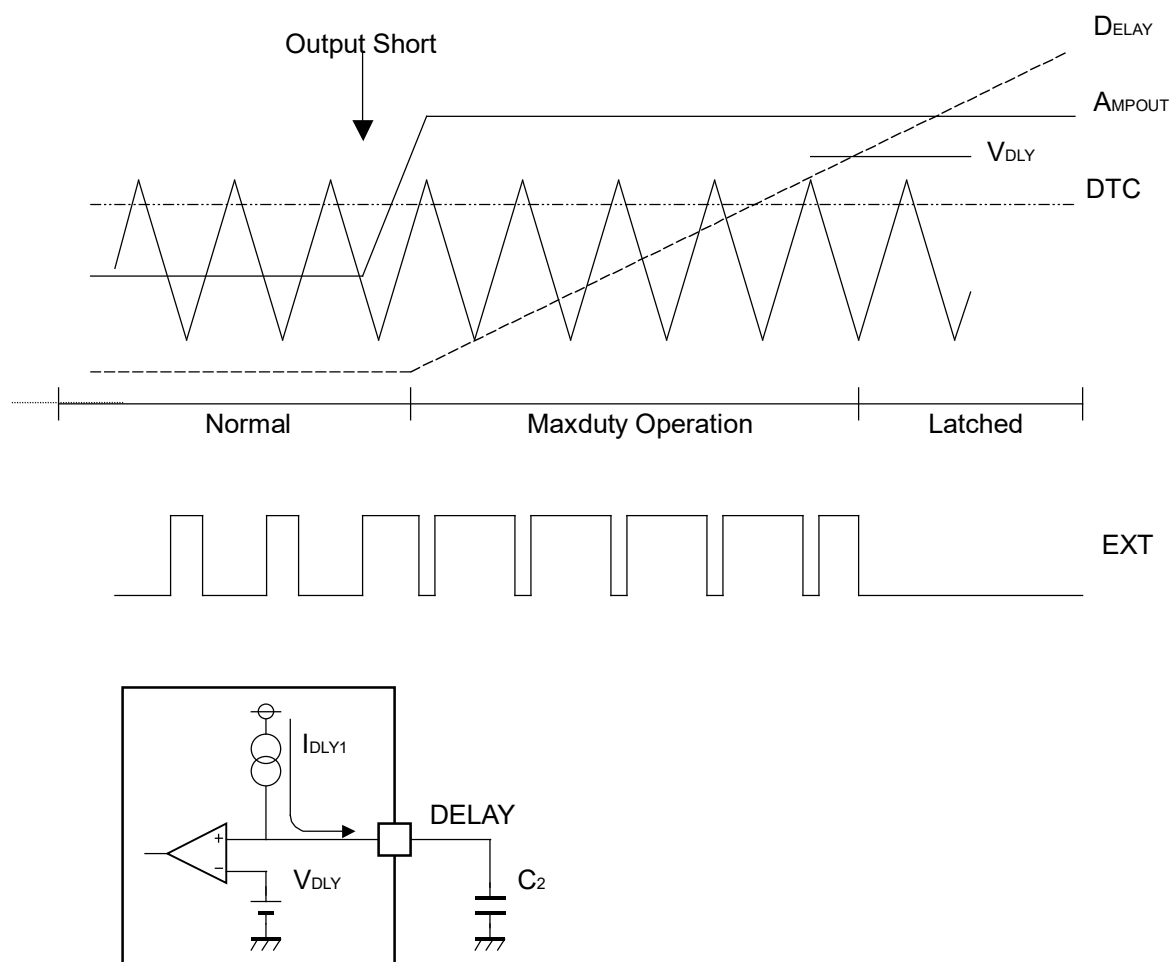 DELAY
Output Short
AMPOUT
VDLY
DTC
Normal
Maxduty Operation
Latched
EXT
IDLY1
DELAY
+
−
VDLY
C2